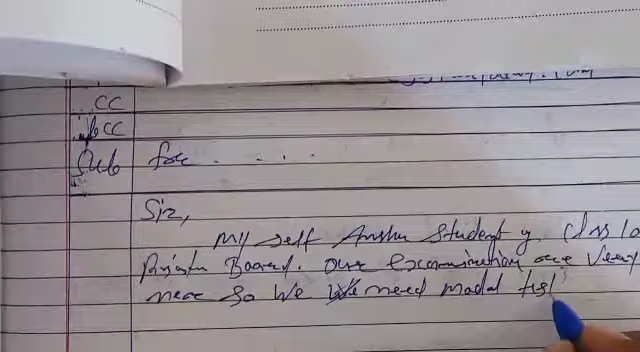 CC
bCC
Sub for . . . .
Sir,
My self Anshu Student of Class 10
Board. Our examination are Very
near So We need modal test